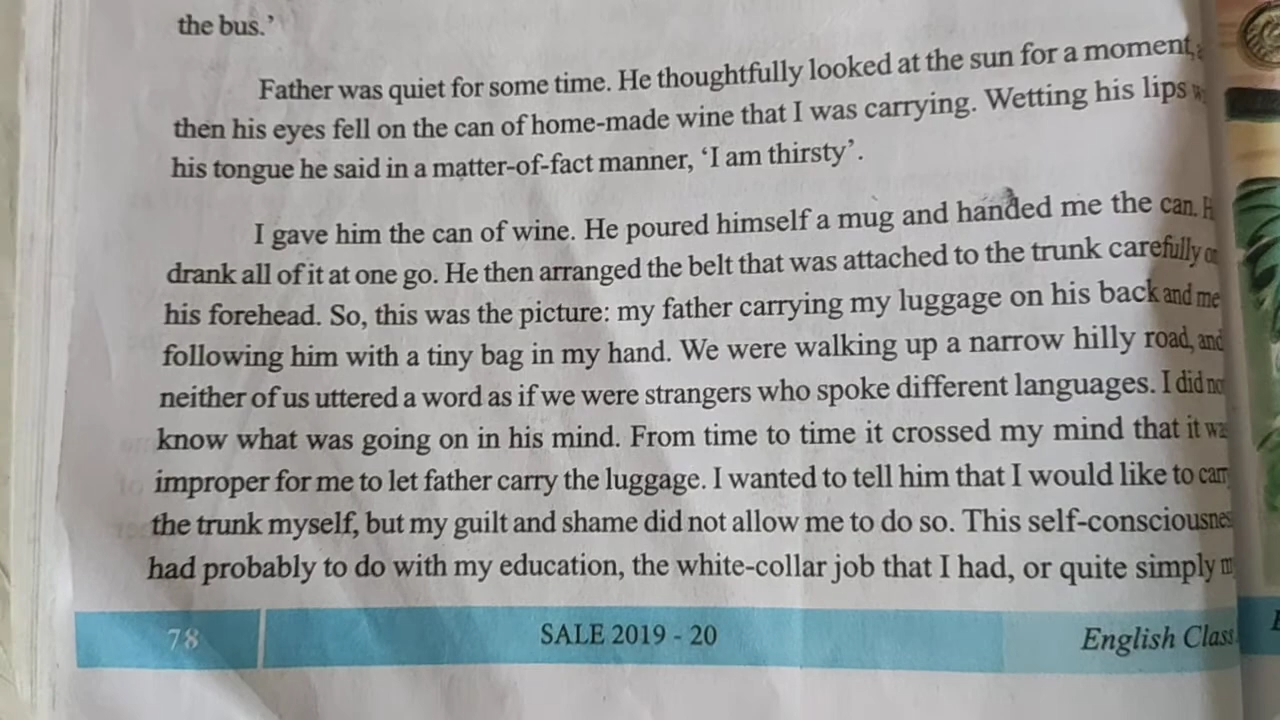 the bus.’
Father was quiet for some time. He thoughtfully looked at the sun for a moment,
then his eyes fell on the can of home-made wine that I was carrying. Wetting his lips
his tongue he said in a matter-of-fact manner, ‘I am thirsty’.
I gave him the can of wine. He poured himself a mug and handed me the can.
drank all of it at one go. He then arranged the belt that was attached to the trunk carefully
his forehead. So, this was the picture: my father carrying my luggage on his back and me
following him with a tiny bag in my hand. We were walking up a narrow hilly road, and
neither of us uttered a word as if we were strangers who spoke different languages. I did
know what was going on in his mind. From time to time it crossed my mind that it
improper for me to let father carry the luggage. I wanted to tell him that I would like to
the trunk myself, but my guilt and shame did not allow me to do so. This
had probably to do with my education, the white-collar job that I had, or quite simply
78 SALE 2019 - 20 English Class